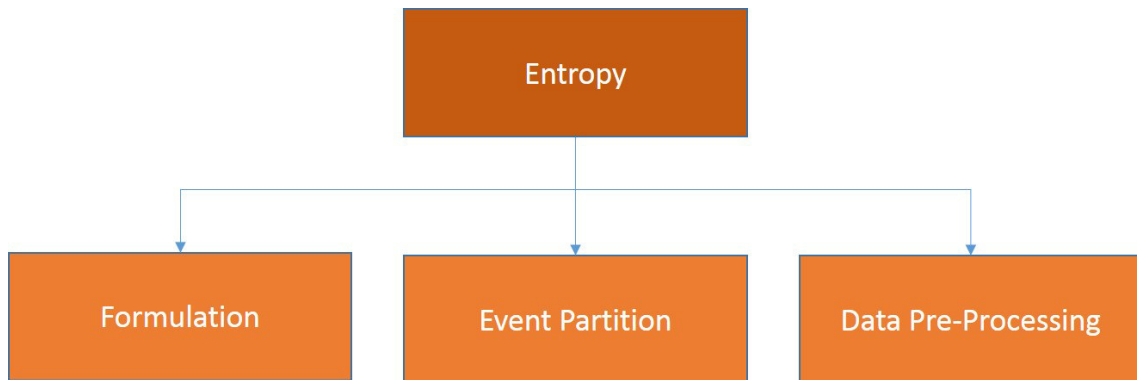 Entropy
Formulation
Event Partition
Data Pre-Processing